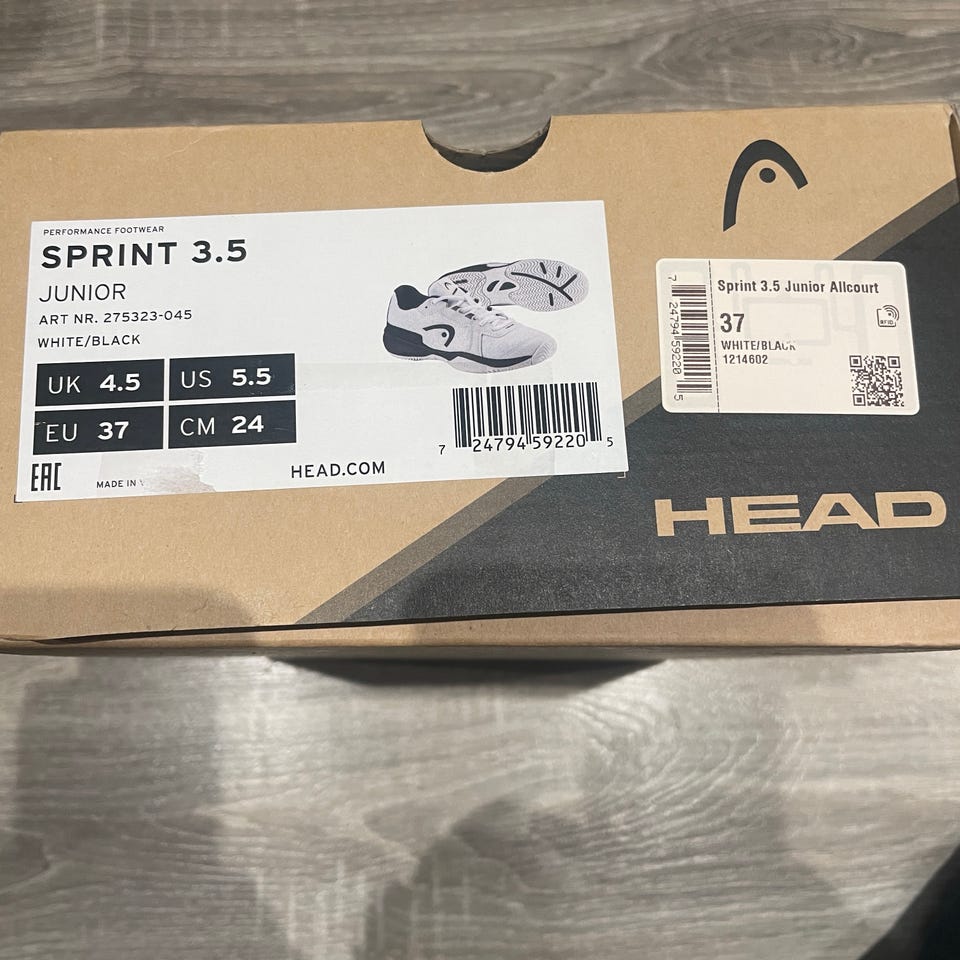 PERFORMANCE FOOTWEAR
SPRINT 3.5
JUNIOR
ART NR. 275323-045
WHITE/BLACK
UK 4.5
US 5.5
EU 37
CM 24
EAC
MADE IN
HEAD.COM
7 24794 59220 5
7 24794 59220 5
Sprint 3.5 Junior Allcourt
37
RFID
WHITE/BLACK
1214602
HEAD